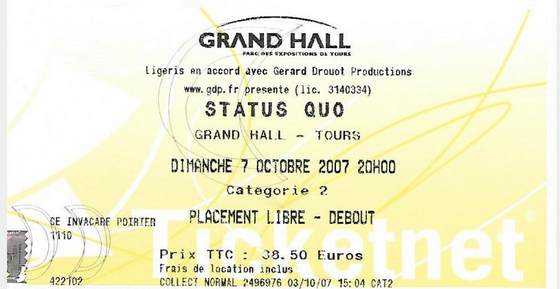 GRAND HALL
PARC DES EXPOSITIONS DE TOURS
Ligeris en accord avec Gerard Drouot Productions
www.gdp.fr presente (lic. 3140334)
STATUS QUO
GRAND HALL - TOURS
DIMANCHE 7 OCTOBRE 2007 20H00
Categorie 2
CE INVACARE POIRIER
1110
PLACEMENT LIBRE - DEBOUT
Ticketnet
Prix TTC : 38.50 Euros
Frais de location inclus
422102
COLLECT NORMAL 2496976 03/10/07 15:04 CAT2